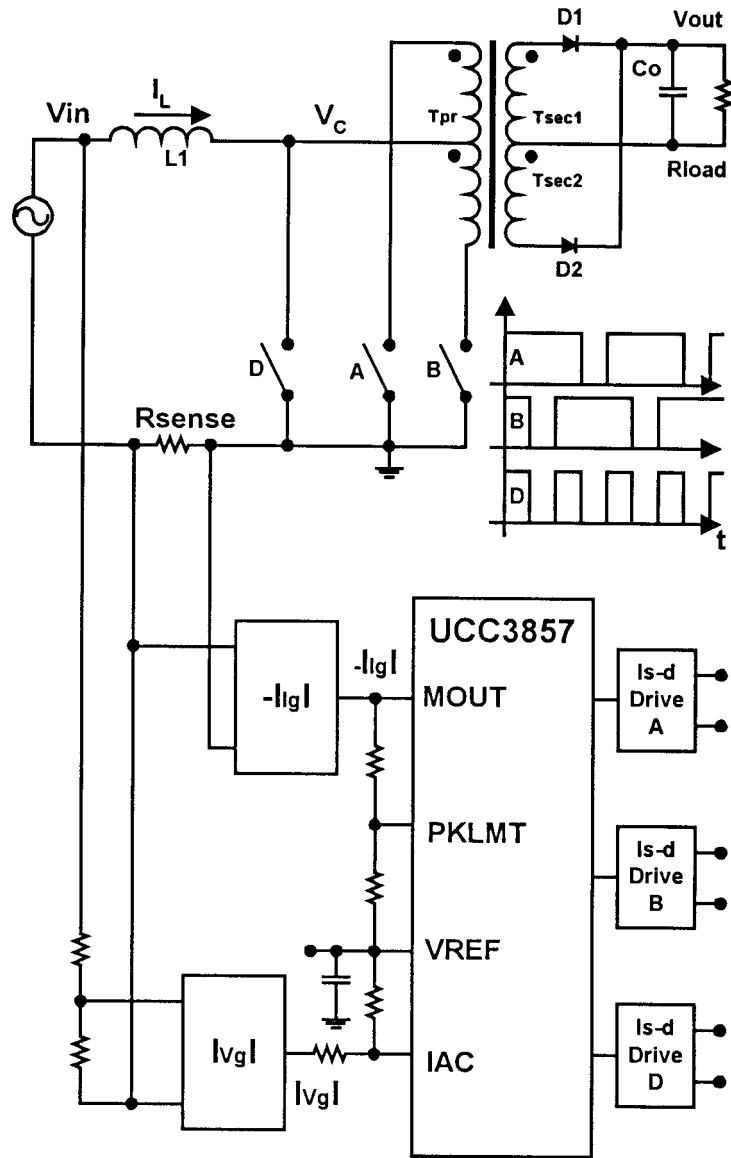 D1
Vout
Vin
IL
VC
L1
Tpr
Tsec1
Co
Tsec2
Rload
D2
D
A
B
Rsense
A
B
D
t
UCC3857
-|Ig|
-|Ig|
MOUT
Is-d
Drive
A
PKLMT
Is-d
Drive
B
VREF
|Vg|
|Vg|
IAC
Is-d
Drive
D